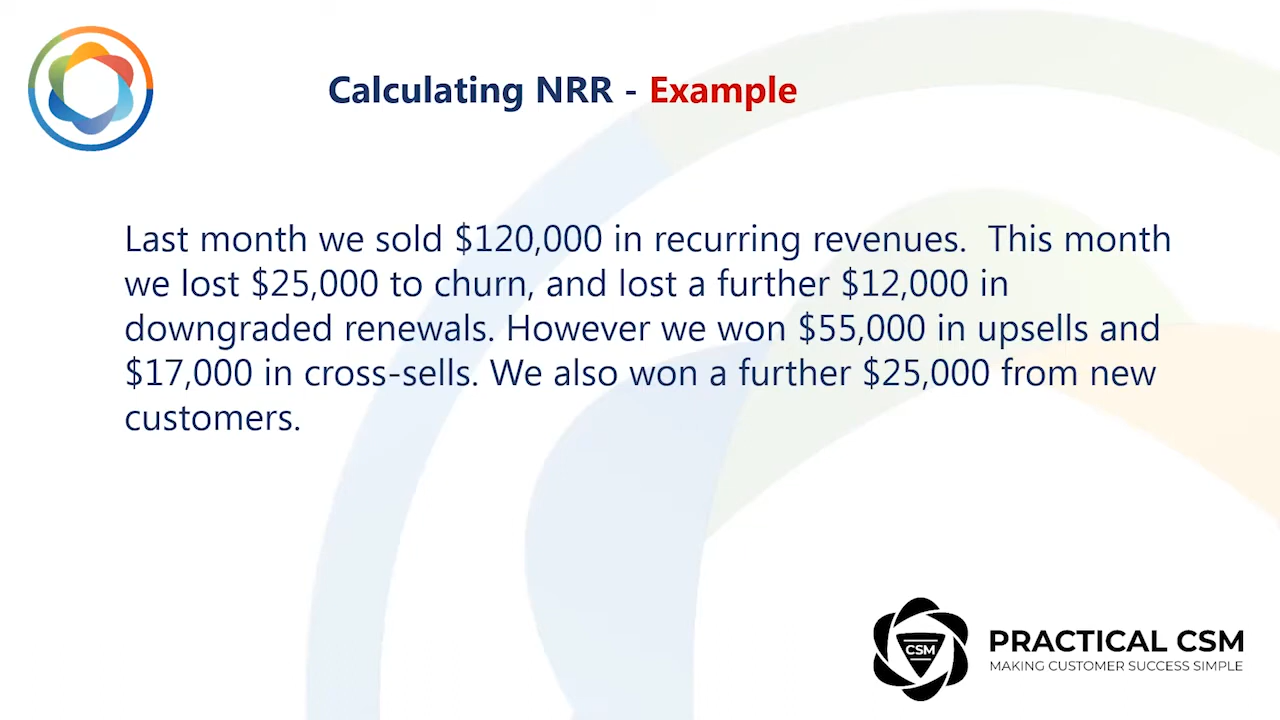 Calculating NRR - Example
Last month we sold $120,000 in recurring revenues.  This month
we lost $25,000 to churn, and lost a further $12,000 in
downgraded renewals. However we won $55,000 in upsells and
$17,000 in cross-sells. We also won a further $25,000 from new
customers.
CSM
PRACTICAL CSM
MAKING CUSTOMER SUCCESS SIMPLE